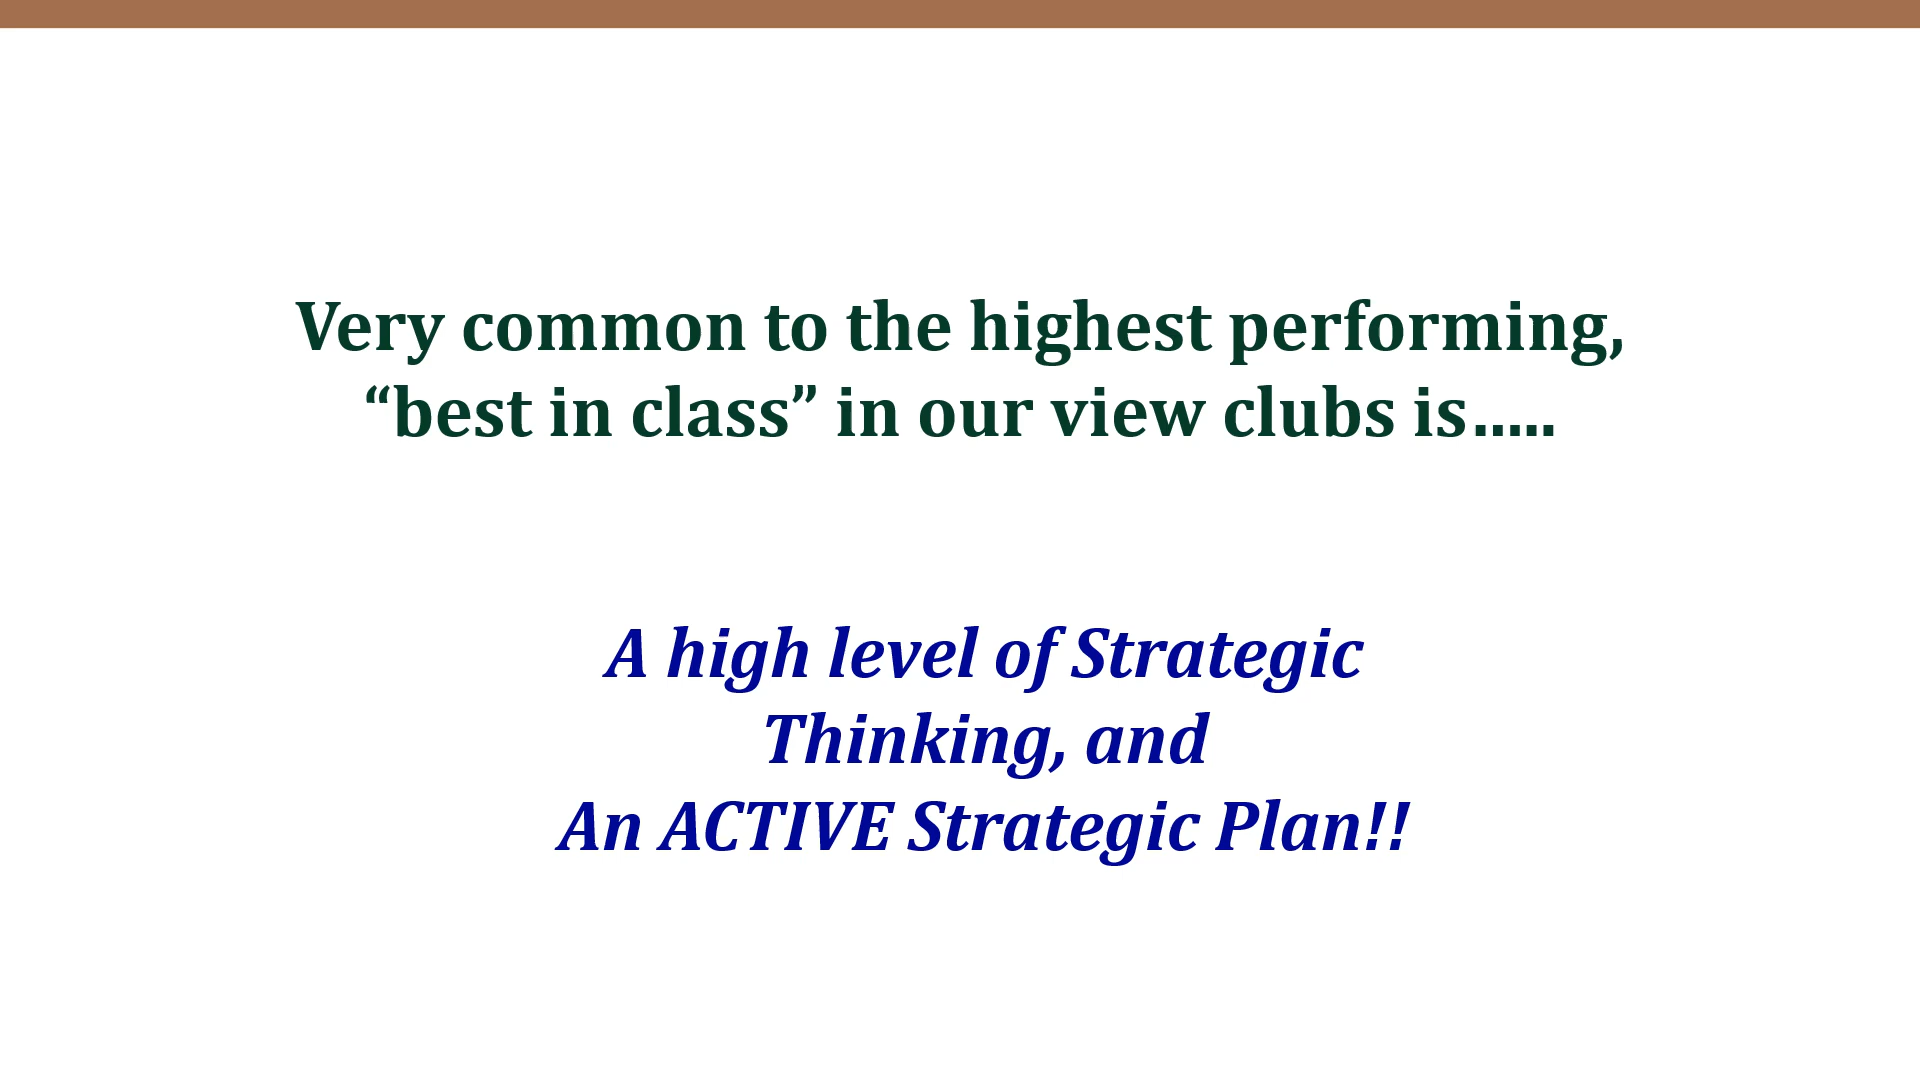 Very common to the highest performing,
“best in class” in our view clubs is…..
A high level of Strategic
Thinking, and
An ACTIVE Strategic Plan!!